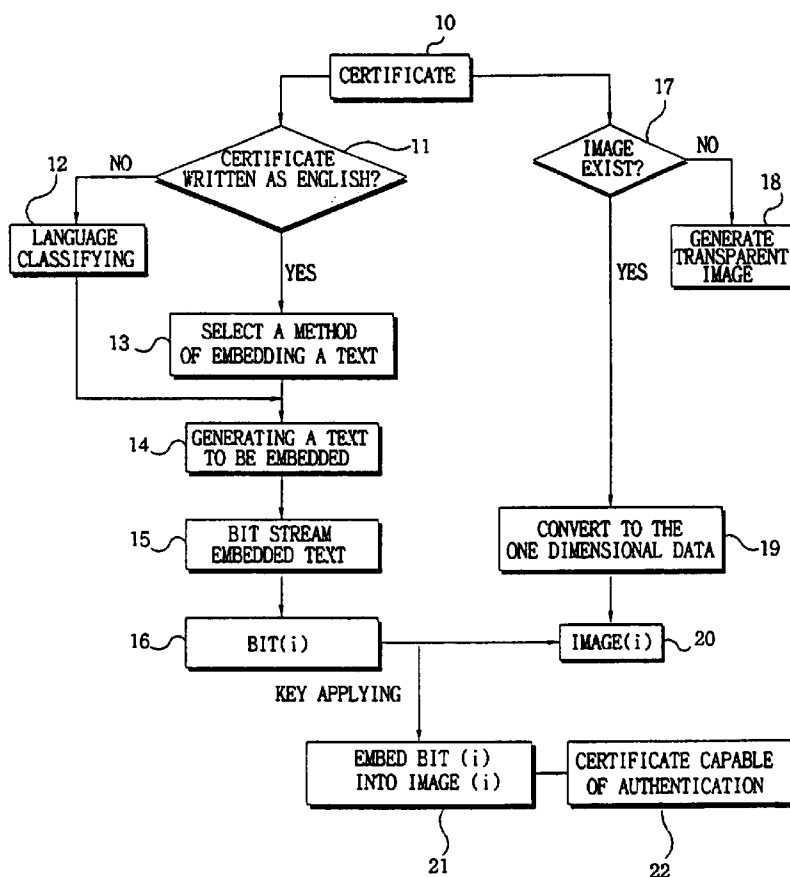 10
CERTIFICATE
17
11
CERTIFICATE
WRITTEN AS ENGLISH?
IMAGE
EXIST?
NO
12
NO
18
LANGUAGE
CLASSIFYING
GENERATE
TRANSPARENT
IMAGE
YES
YES
13
SELECT A METHOD
OF EMBEDDING A TEXT
14
GENERATING A TEXT
TO BE EMBEDDED
15
BIT STREAM
EMBEDDED TEXT
CONVERT TO THE
ONE DIMENSIONAL DATA
19
16
BIT(i)
IMAGE(i)
20
KEY APPLYING
EMBED BIT (i)
INTO IMAGE (i)
CERTIFICATE CAPABLE
OF AUTHENTICATION
21
22